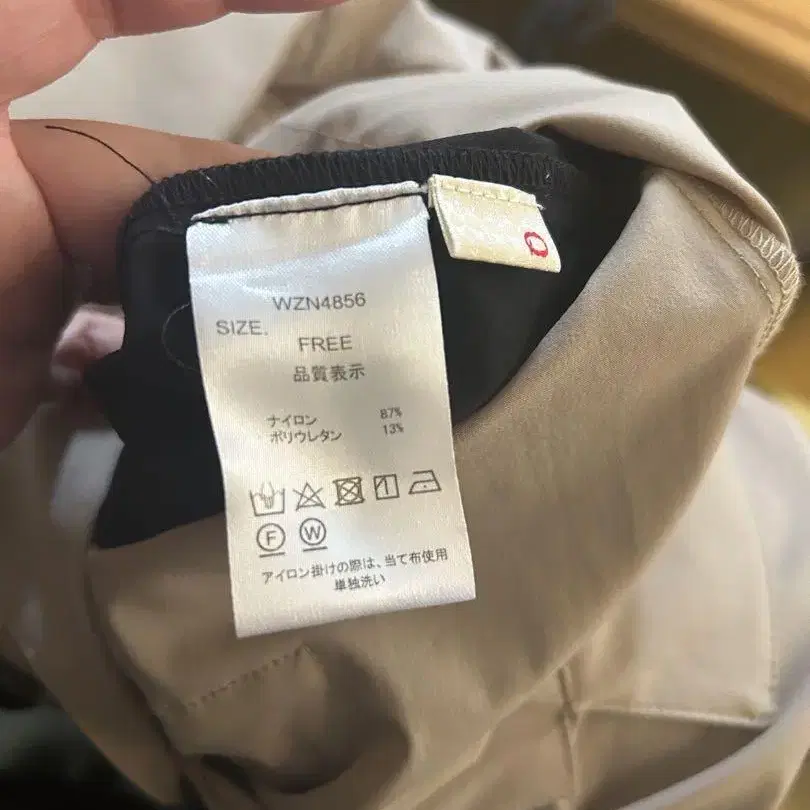 WZN4856
SIZE.
FREE
品質表示
ナイロン 87%
ポリウレタン 13%
F W
アイロン掛けの際は、当て布使用
単独洗い